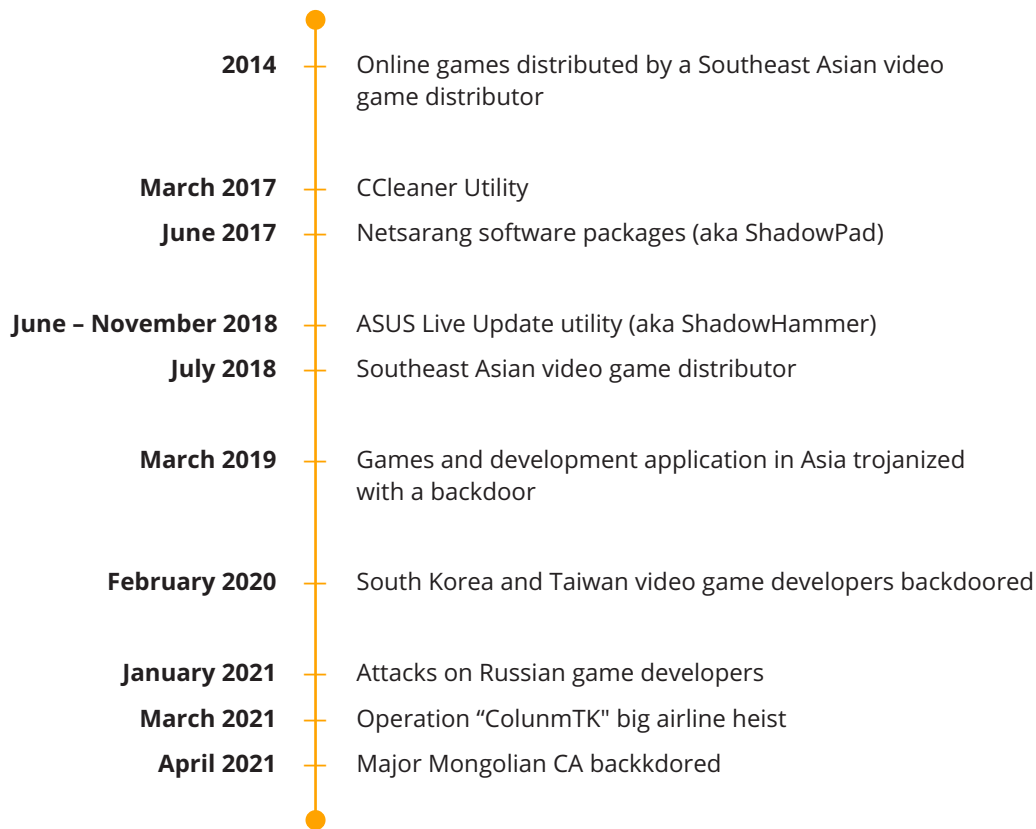 2014 Online games distributed by a Southeast Asian video
game distributor
March 2017 CCleaner Utility
June 2017 Netsarang software packages (aka ShadowPad)
June – November 2018 ASUS Live Update utility (aka ShadowHammer)
July 2018 Southeast Asian video game distributor
March 2019 Games and development application in Asia trojanized
with a backdoor
February 2020 South Korea and Taiwan video game developers backdoored
January 2021 Attacks on Russian game developers
March 2021 Operation “ColunmTK" big airline heist
April 2021 Major Mongolian CA backkdored